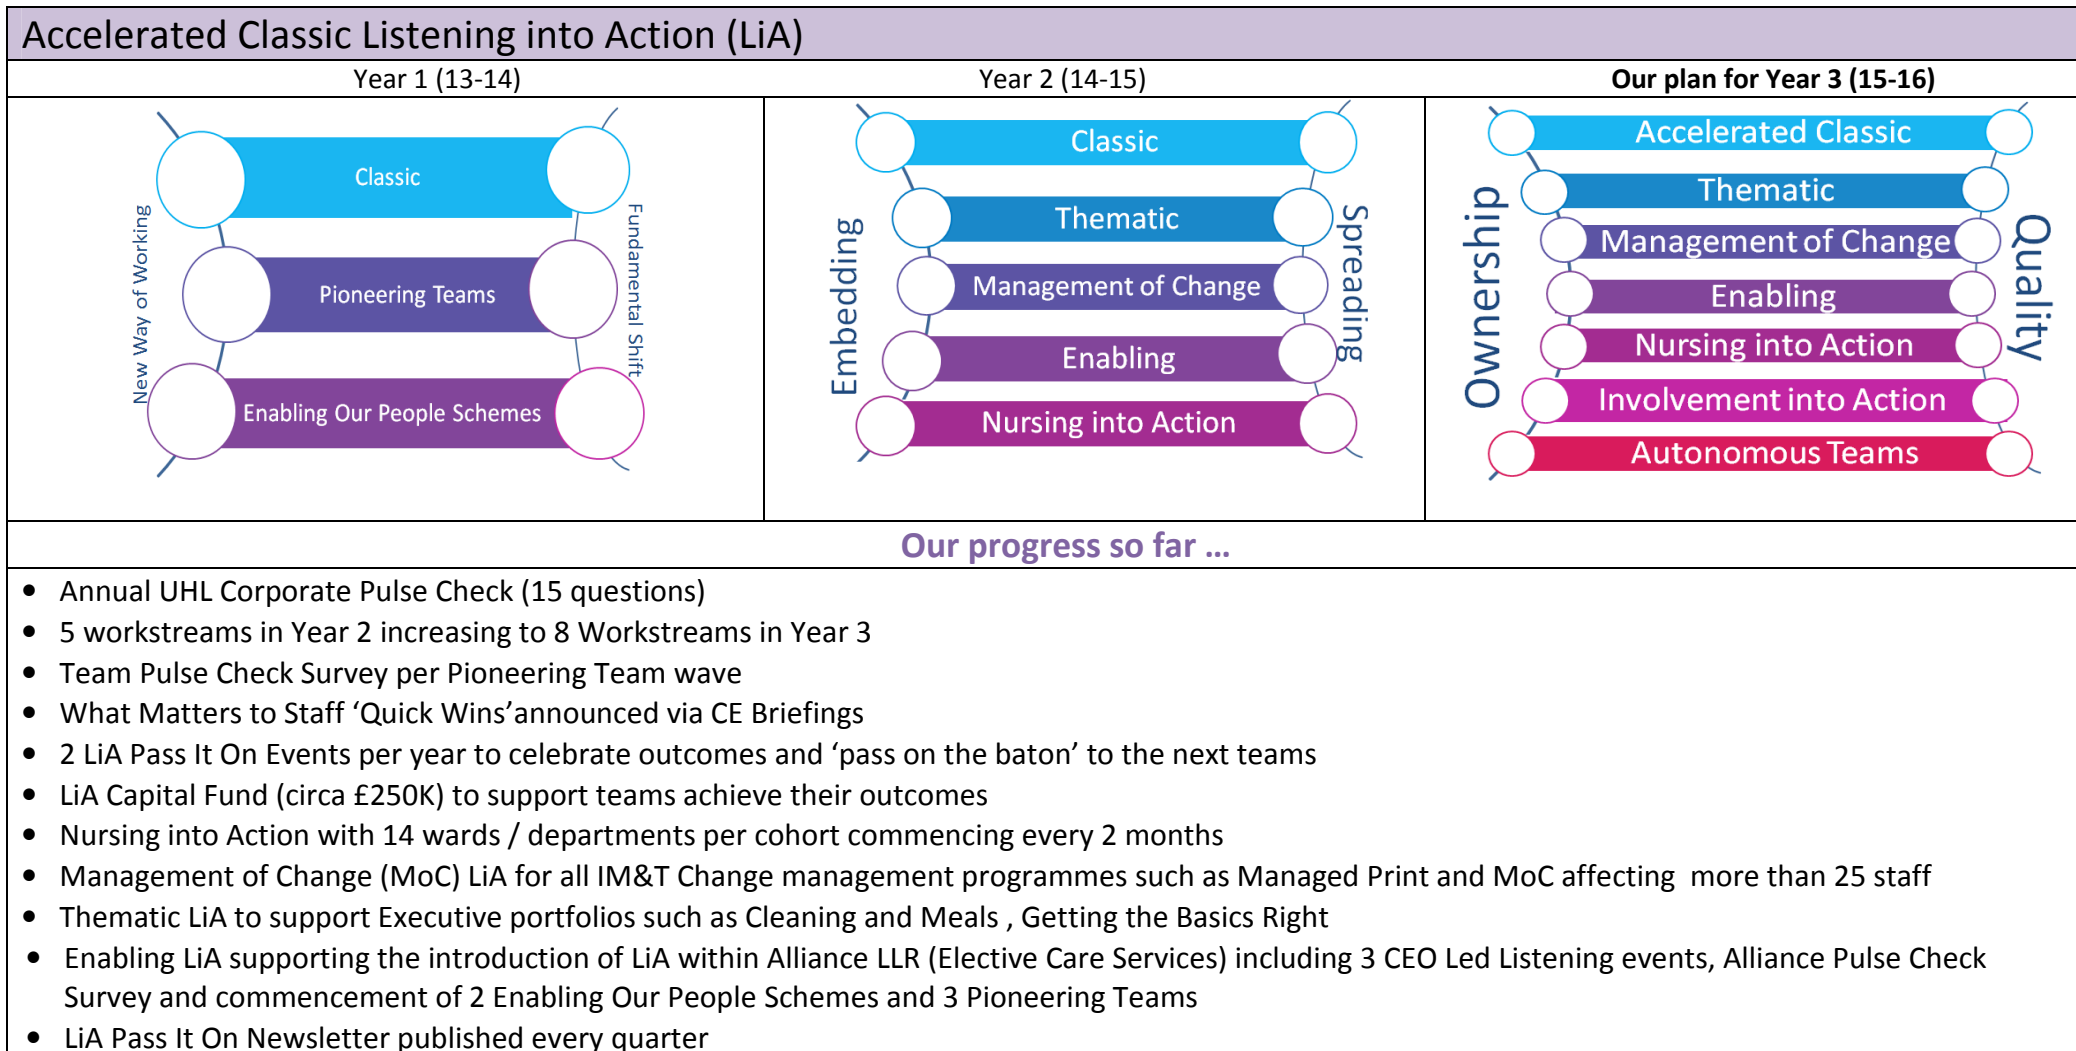 Accelerated Classic Listening into Action (LiA)
Year 1 (13-14)
Year 2 (14-15)
Our plan for Year 3 (15-16)
New Way of Working
Classic
Pioneering Teams
Enabling Our People Schemes
Fundamental Shift
Embedding
Classic
Thematic
Management of Change
Enabling
Nursing into Action
Spreading
Ownership
Accelerated Classic
Thematic
Management of Change
Enabling
Nursing into Action
Involvement into Action
Autonomous Teams
Quality
Our progress so far ...
• Annual UHL Corporate Pulse Check (15 questions)
• 5 workstreams in Year 2 increasing to 8 Workstreams in Year 3
• Team Pulse Check Survey per Pioneering Team wave
• What Matters to Staff ‘Quick Wins’announced via CE Briefings
• 2 LiA Pass It On Events per year to celebrate outcomes and ‘pass on the baton’ to the next teams
• LiA Capital Fund (circa £250K) to support teams achieve their outcomes
• Nursing into Action with 14 wards / departments per cohort commencing every 2 months
• Management of Change (MoC) LiA for all IM&T Change management programmes such as Managed Print and MoC affecting more than 25 staff
• Thematic LiA to support Executive portfolios such as Cleaning and Meals , Getting the Basics Right
• Enabling LiA supporting the introduction of LiA within Alliance LLR (Elective Care Services) including 3 CEO Led Listening events, Alliance Pulse Check
Survey and commencement of 2 Enabling Our People Schemes and 3 Pioneering Teams
• LiA Pass It On Newsletter published every quarter